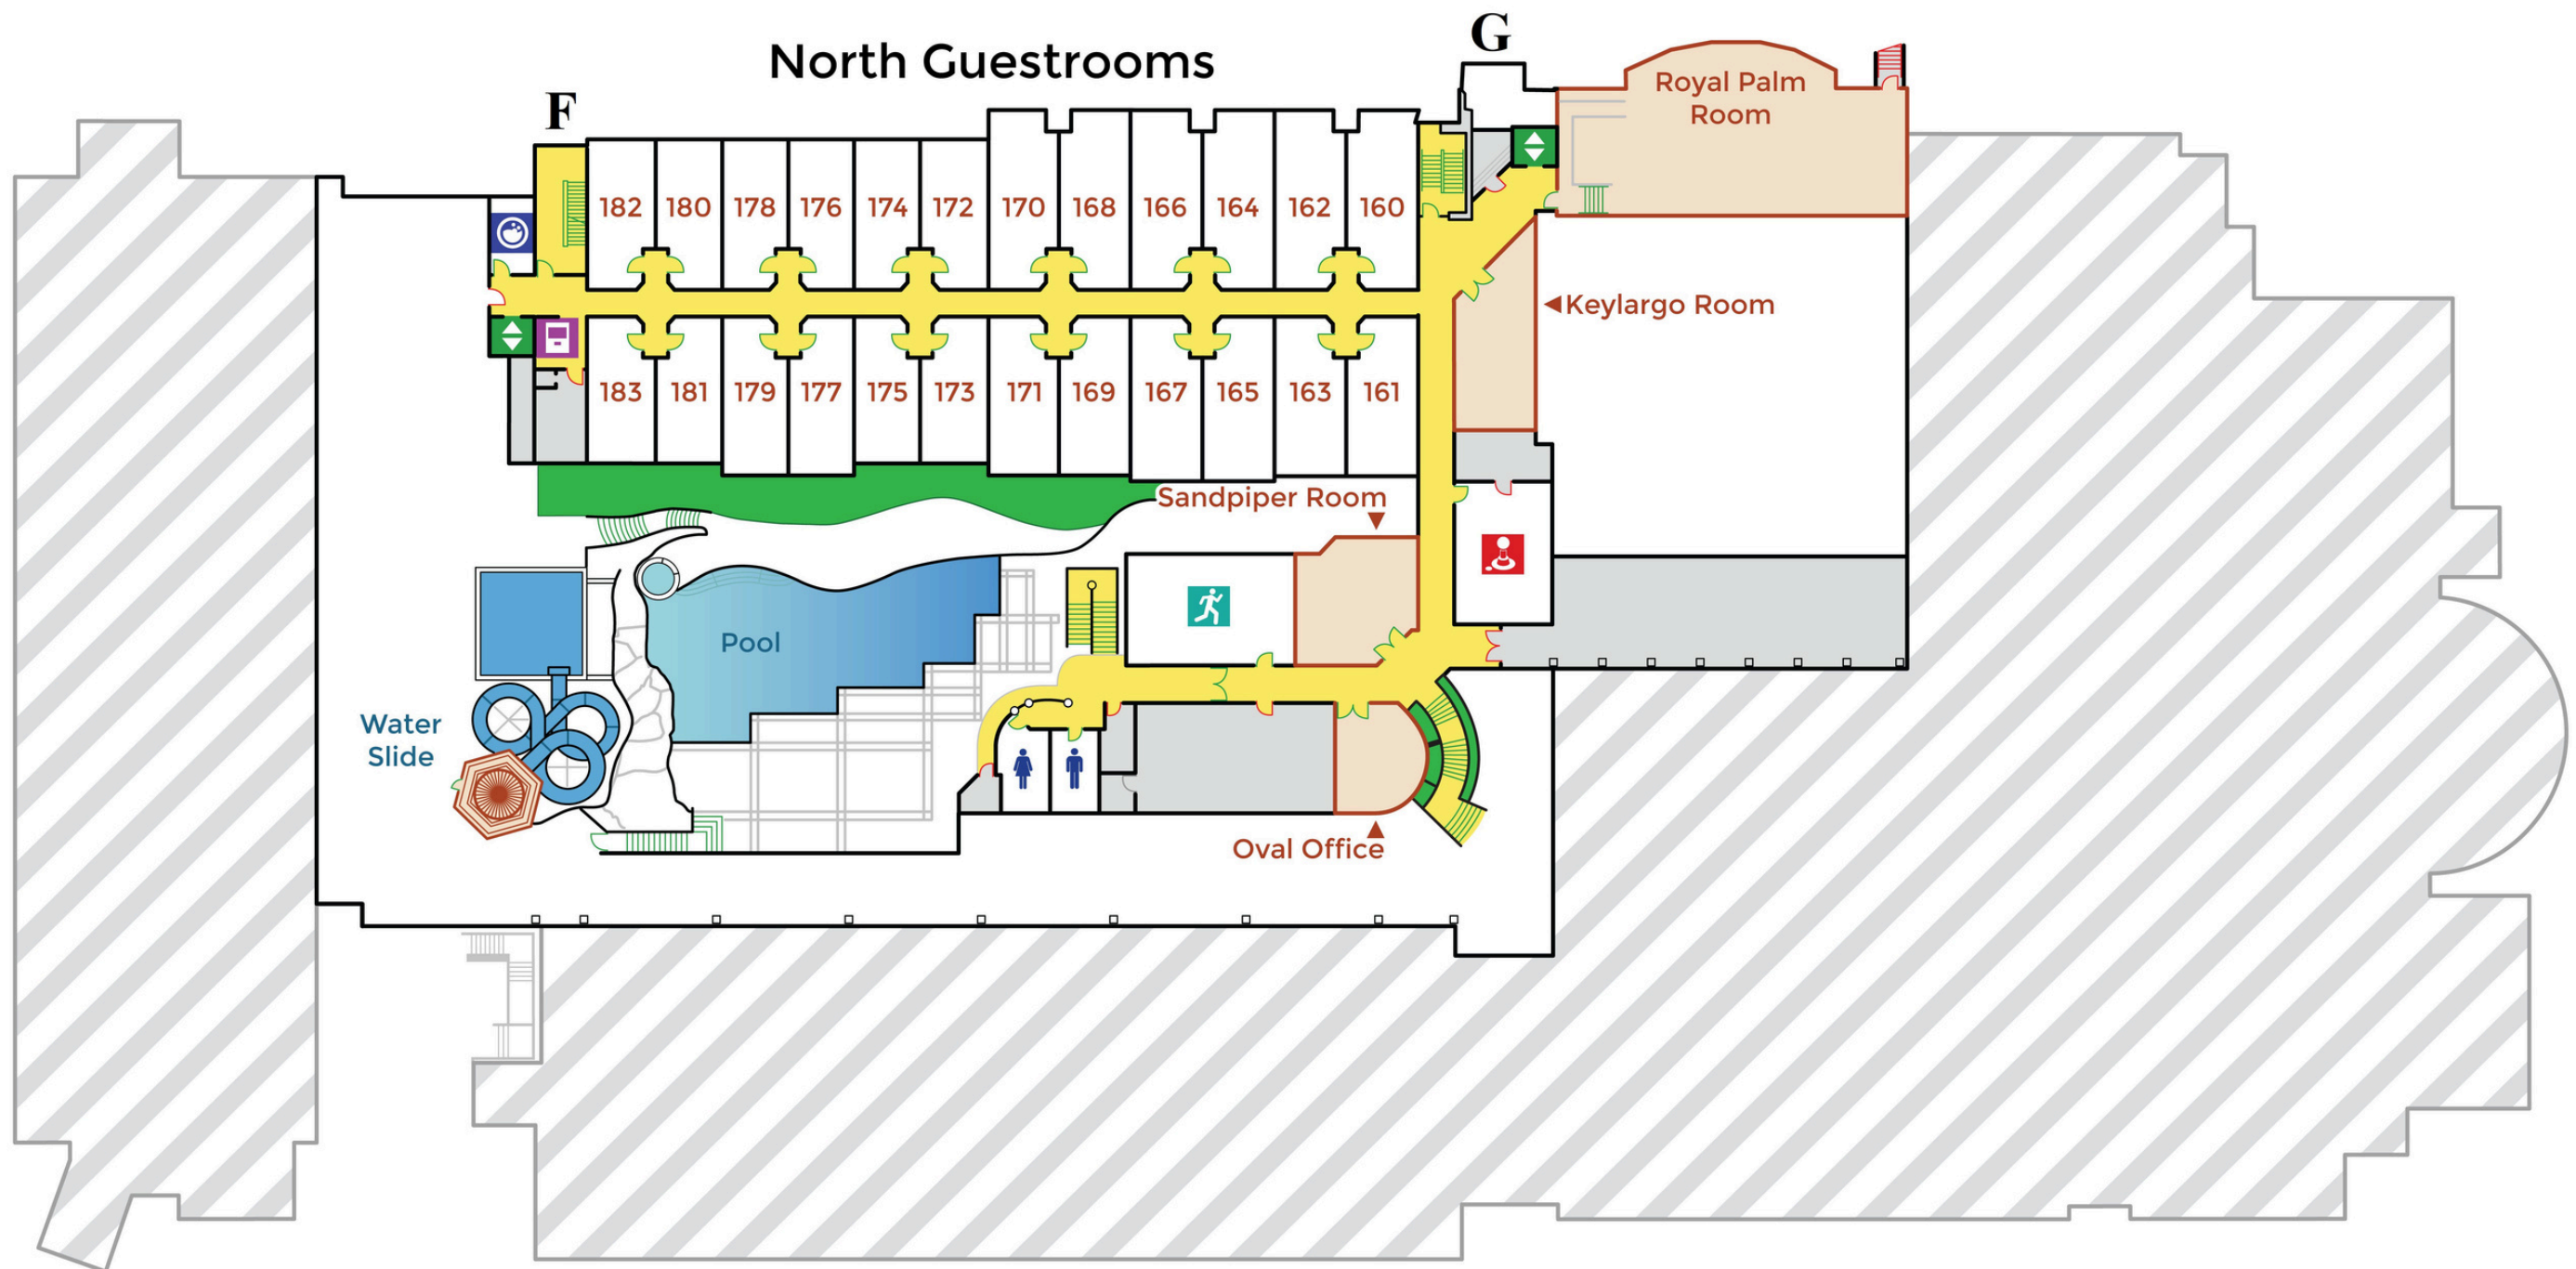 G
North Guestrooms
F
Royal Palm
Room
182 180 178 176 174 172 170 168 166 164 162 160
Keylargo Room
183 181 179 177 175 173 171 169 167 165 163 161
Sandpiper Room
Pool
Water
Slide
Oval Office